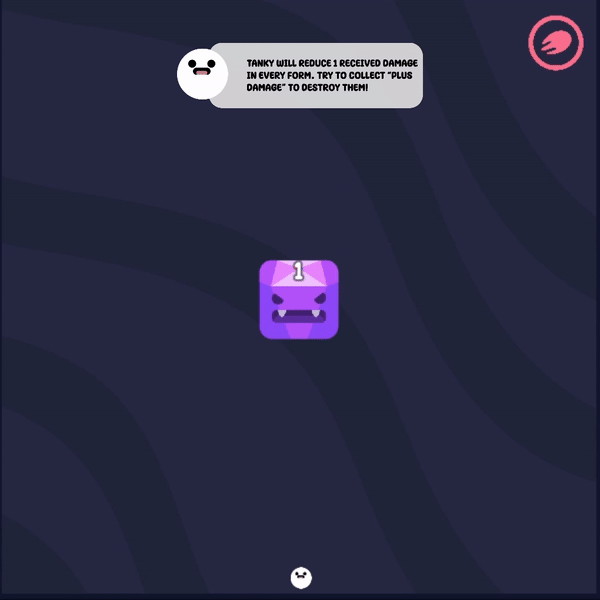 TANKY WILL REDUCE 1 RECEIVED DAMAGE
IN EVERY FORM. TRY TO COLLECT "PLUS
DAMAGE" TO DESTROY THEM!
1